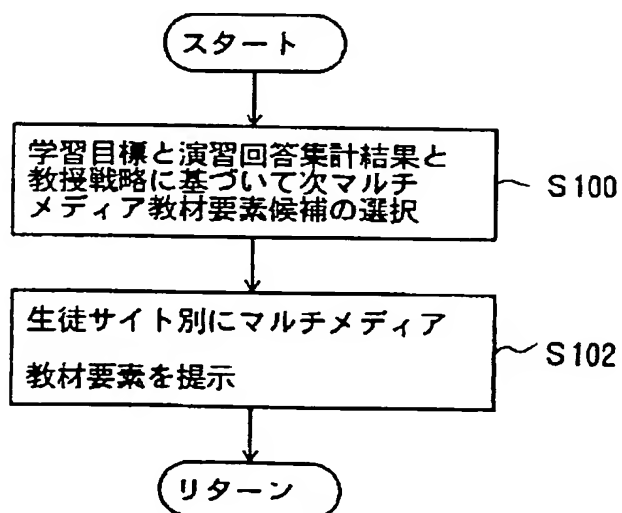 スタート
学習目標と演習回答集計結果と
教授戦略に基づいて次マルチ
メディア教材要素候補の選択
S100
生徒サイト別にマルチメディア
教材要素を提示
S102
リターン